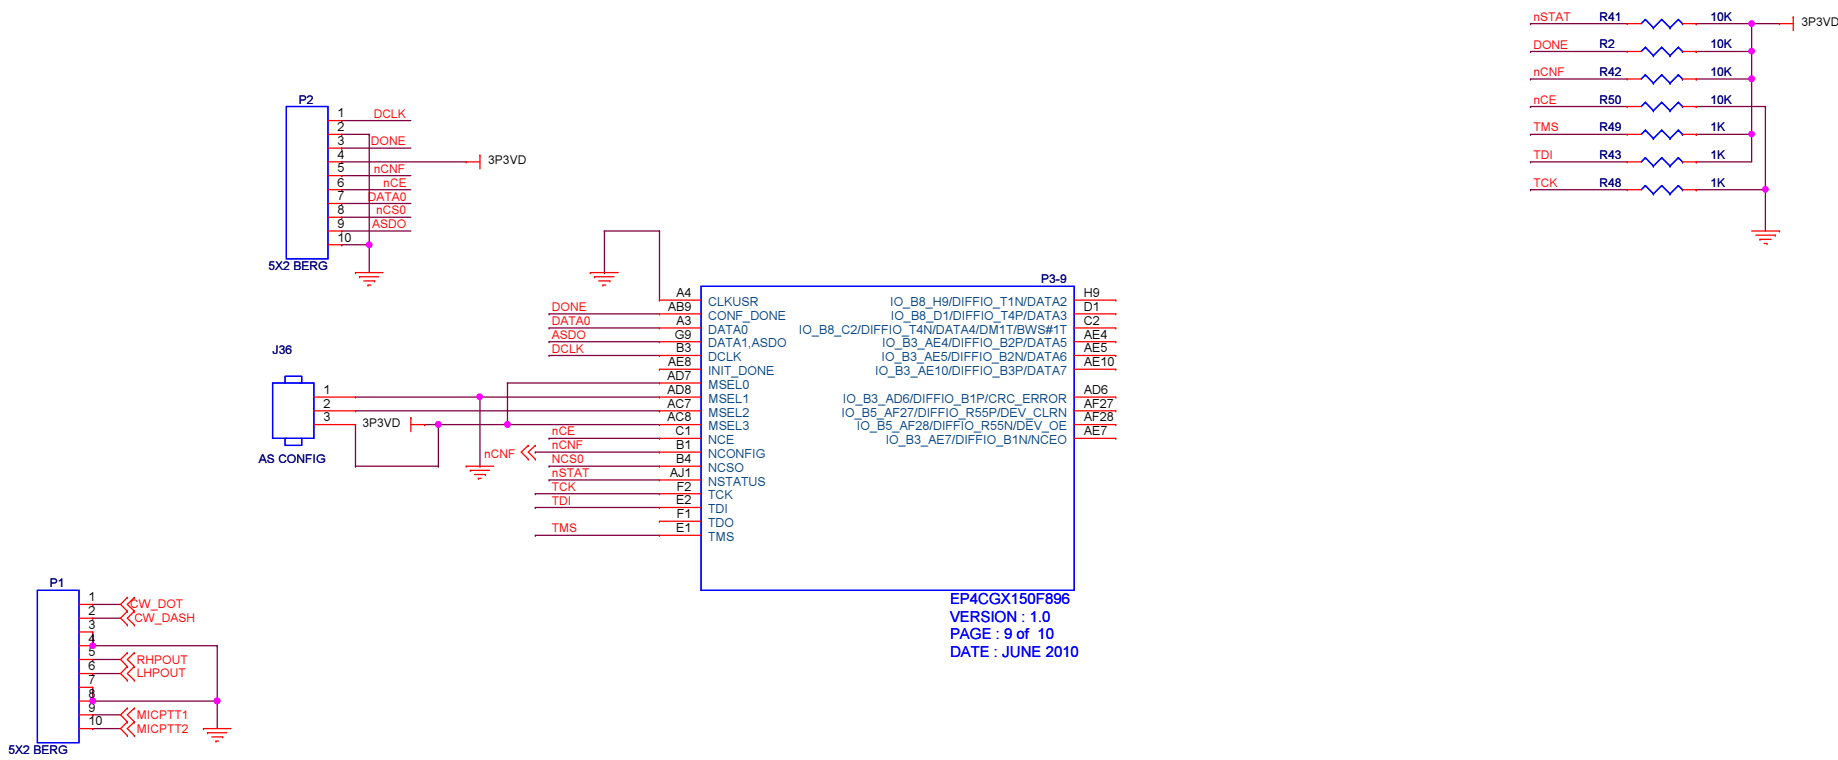 nSTAT R41 10K 3P3VD
DONE R2 10K
nCNF R42 10K
nCE R50 10K
TMS R49 1K
TDI R43 1K
TCK R48 1K
P2
1 DCLK
2
3 DONE
4 3P3VD
5 nCNF
6 nCE
7 DATA0
8 nCS0
9 ASDO
10
5X2 BERG
P3-9
A4 CLKUSR IO_B8_H9/DIFFIO_T1N/DATA2 H9
DONE AB9 CONF_DONE IO_B8_D1/DIFFIO_T4P/DATA3 D1
DATA0 A3 DATA0 IO_B8_C2/DIFFIO_T4N/DATA4/DM1T/BWS#1T C2
ASDO G9 DATA1,ASDO IO_B3_AE4/DIFFIO_B2P/DATA5 AE4
DCLK B3 DCLK IO_B3_AE5/DIFFIO_B2N/DATA6 AE5
AE8 INIT_DONE IO_B3_AE10/DIFFIO_B3P/DATA7 AE10
AD7 MSEL0
AD8 MSEL1 IO_B3_AD6/DIFFIO_B1P/CRC_ERROR AD6
AC7 MSEL2 IO_B5_AF27/DIFFIO_R55P/DEV_CLRN AF27
AC8 MSEL3 IO_B5_AF28/DIFFIO_R55N/DEV_OE AF28
nCE C1 NCE IO_B3_AE7/DIFFIO_B1N/NCEO AE7
nCNF nCNF B1 NCONFIG
NCS0 B4 NCSO
nSTAT AJ1 NSTATUS
TCK F2 TCK
TDI E2 TDI
F1 TDO
TMS E1 TMS
EP4CGX150F896
VERSION : 1.0
PAGE : 9 of 10
DATE : JUNE 2010
J36
1
2
3 3P3VD
AS CONFIG
P1
1 CW_DOT
2 CW_DASH
3
4
5 RHPOUT
6 LHPOUT
7
8
9 MICPTT1
10 MICPTT2
5X2 BERG